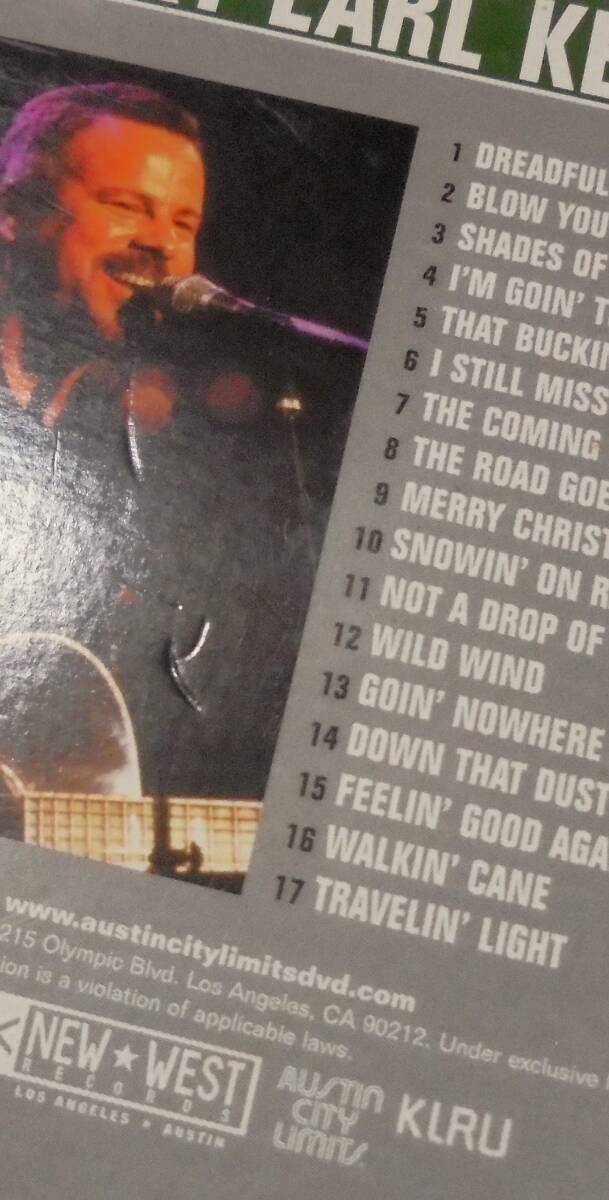 EARL KE
1 DREADFUL
2 BLOW YOU
3 SHADES OF
4 I'M GOIN' T
5 THAT BUCKI
6 I STILL MISS
7 THE COMING
8 THE ROAD GOE
9 MERRY CHRIST
10 SNOWIN' ON R
11 NOT A DROP OF
12 WILD WIND
13 GOIN' NOWHERE
14 DOWN THAT DUST
15 FEELIN' GOOD AGA
16 WALKIN' CANE
17 TRAVELIN' LIGHT
www.austincitylimitsdvd.com
215 Olympic Blvd. Los Angeles, CA 90212. Under exclusive
ion is a violation of applicable laws.
NEW★WEST
RECORDS
LOS ANGELES ★ AUSTIN
AUSTIN
CITY
LIMITS
KLRU